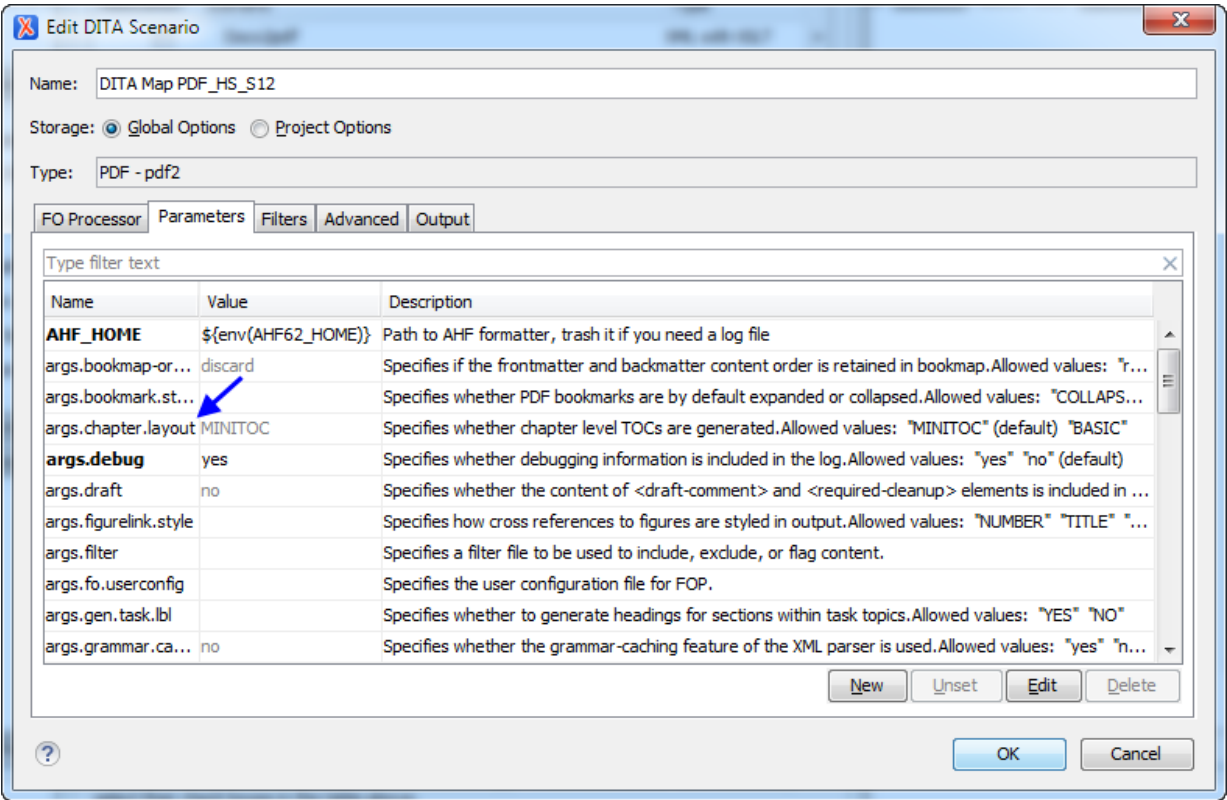 Edit DITA Scenario
Name: DITA Map PDF_HS_S12
Storage: Global Options Project Options
Type: PDF - pdf2
FO Processor Parameters Filters Advanced Output
Type filter text
Name Value Description
AHF_HOME ${env(AHF62_HOME)} Path to AHF formatter, trash it if you need a log file
args.bookmap-or... discard Specifies if the frontmatter and backmatter content order is retained in bookmap.Allowed values: "r...
args.bookmark.st... Specifies whether PDF bookmarks are by default expanded or collapsed.Allowed values: "COLLAPS...
args.chapter.layout MINITOC Specifies whether chapter level TOCs are generated.Allowed values: "MINITOC" (default) "BASIC"
args.debug yes Specifies whether debugging information is included in the log.Allowed values: "yes" "no" (default)
args.draft no Specifies whether the content of <draft-comment> and <required-cleanup> elements is included in ...
args.figurelink.style Specifies how cross references to figures are styled in output.Allowed values: "NUMBER" "TITLE" "...
args.filter Specifies a filter file to be used to include, exclude, or flag content.
args.fo.userconfig Specifies the user configuration file for FOP.
args.gen.task.lbl Specifies whether to generate headings for sections within task topics.Allowed values: "YES" "NO"
args.grammar.ca... no Specifies whether the grammar-caching feature of the XML parser is used.Allowed values: "yes" "n...
New Unset Edit Delete
? OK Cancel